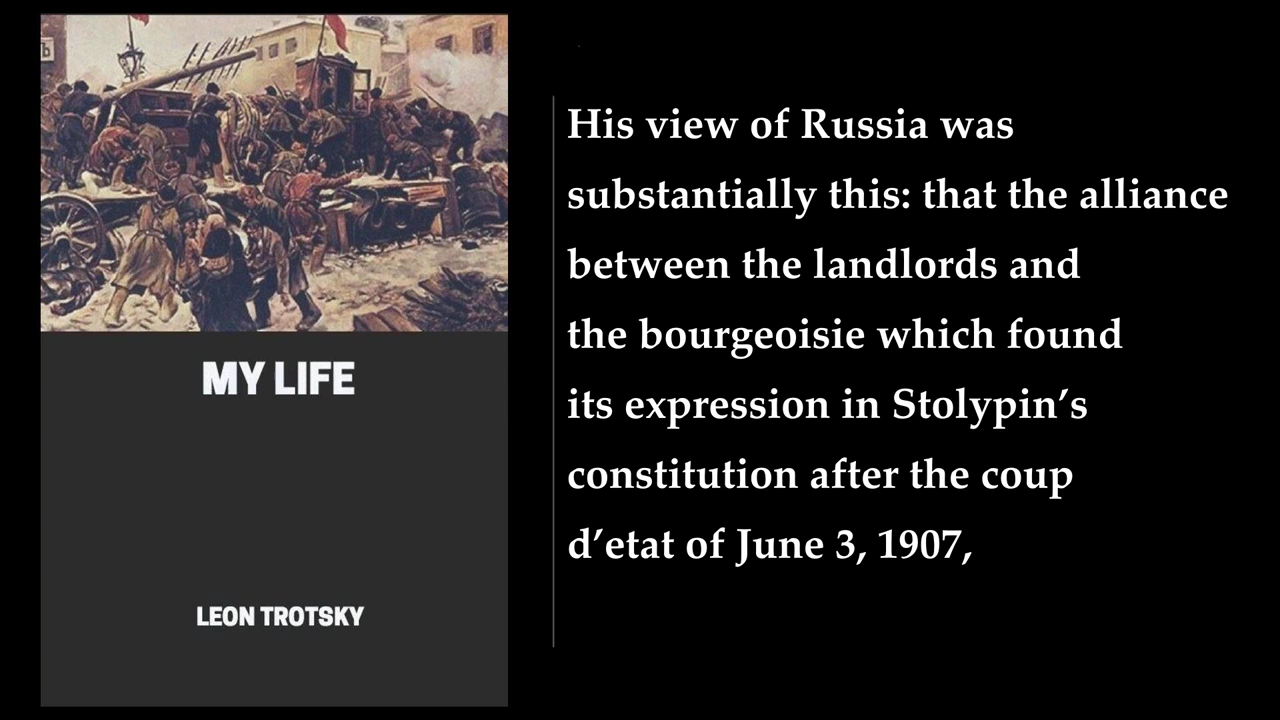 MY LIFE
LEON TROTSKY
His view of Russia was
substantially this: that the alliance
between the landlords and
the bourgeoisie which found
its expression in Stolypin’s
constitution after the coup
d’etat of June 3, 1907,